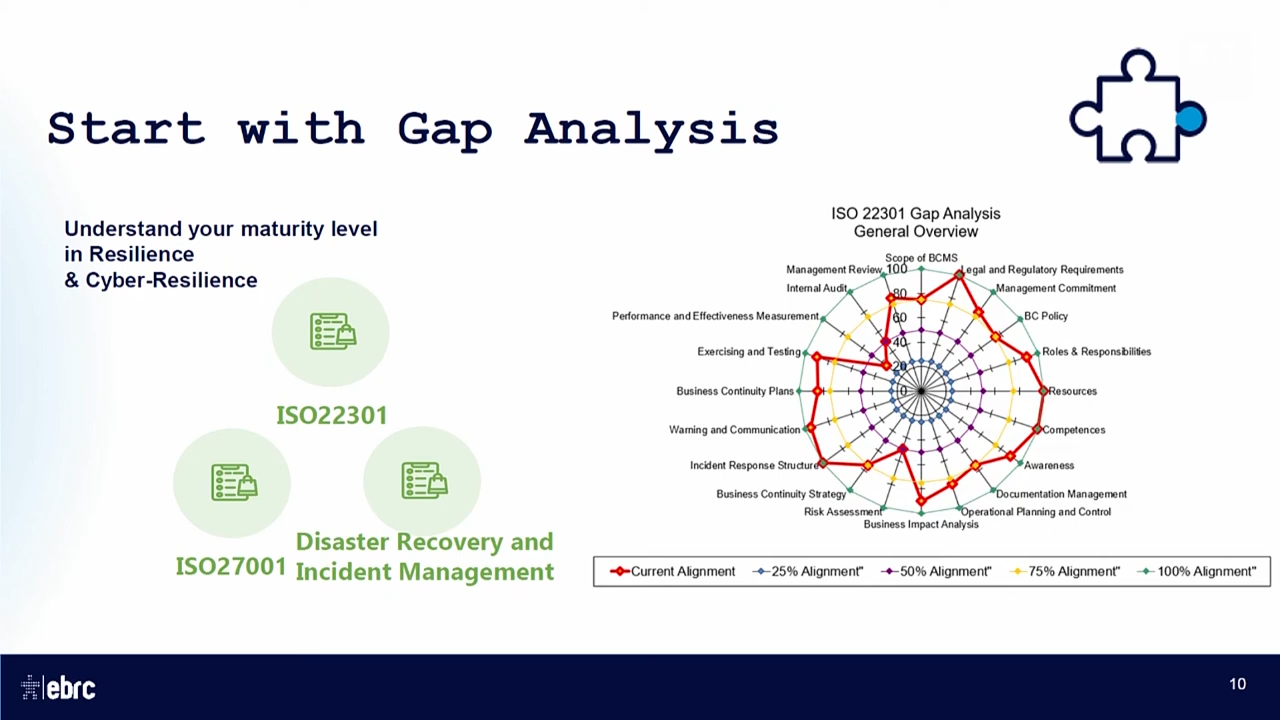 Start with Gap Analysis
Understand your maturity level
in Resilience
& Cyber-Resilience
ISO22301
ISO27001
Disaster Recovery and
Incident Management
ISO 22301 Gap Analysis
General Overview
Scope of BCMS
Legal and Regulatory Requirements
Management Commitment
BC Policy
Roles & Responsibilities
Resources
Competences
Awareness
Documentation Management
Operational Planning and Control
Business Impact Analysis
Risk Assessment
Business Continuity Strategy
Incident Response Structure
Warning and Communication
Business Continuity Plans
Exercising and Testing
Performance and Effectiveness Measurement
Internal Audit
Management Review
100
80
60
40
20
0
Current Alignment 25% Alignment" 50% Alignment" 75% Alignment" 100% Alignment"
ebrc
10